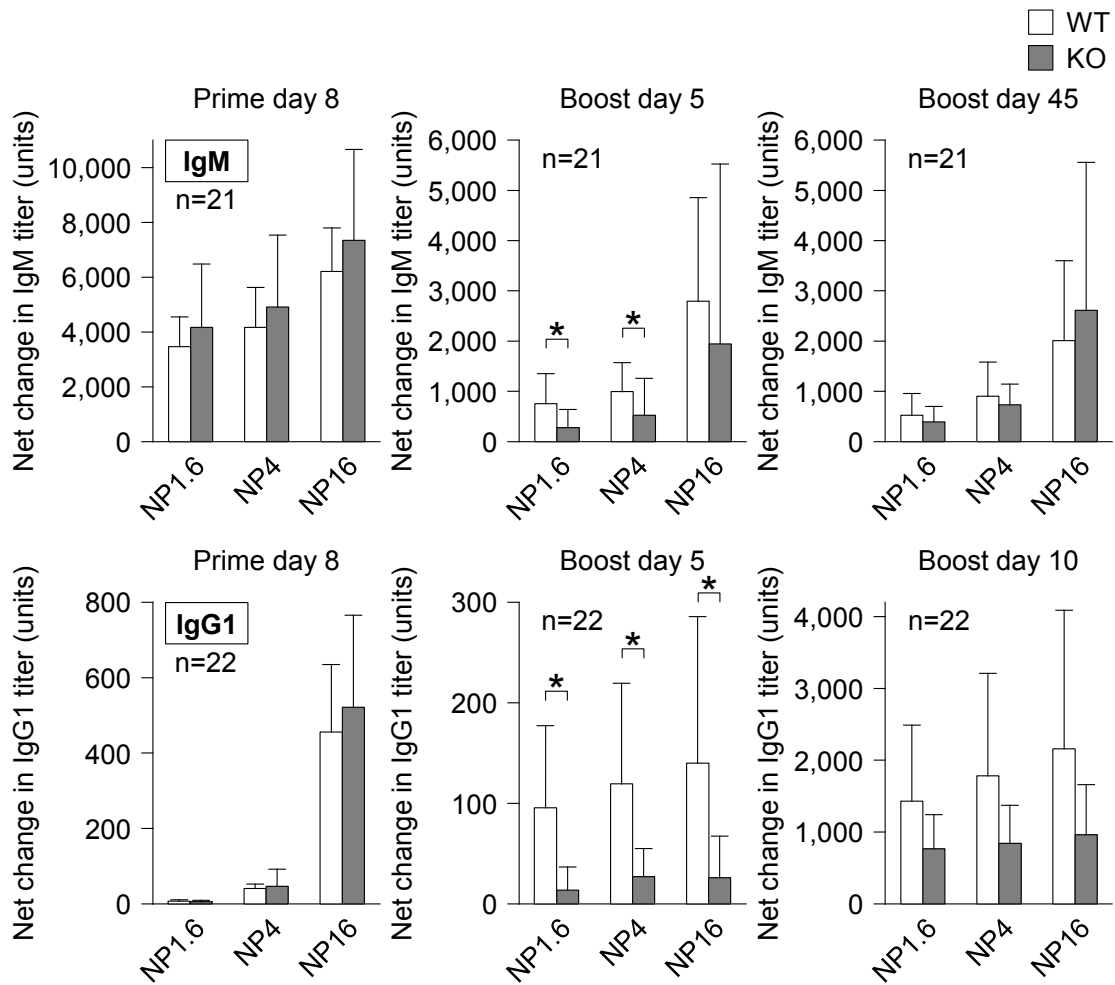 WT
KO
Prime day 8
Net change in IgM titer (units)
10,000
8,000
6,000
4,000
2,000
0
IgM
n=21
NP1.6
NP4
NP16
Boost day 5
Net change in IgM titer (units)
6,000
5,000
4,000
3,000
2,000
1,000
0
n=21
*
*
NP1.6
NP4
NP16
Boost day 45
Net change in IgM titer (units)
6,000
5,000
4,000
3,000
2,000
1,000
0
n=21
NP1.6
NP4
NP16
Prime day 8
Net change in IgG1 titer (units)
800
600
400
200
0
IgG1
n=22
NP1.6
NP4
NP16
Boost day 5
Net change in IgG1 titer (units)
300
200
100
0
n=22
*
*
*
NP1.6
NP4
NP16
Boost day 10
Net change in IgG1 titer (units)
4,000
3,000
2,000
1,000
0
n=22
NP1.6
NP4
NP16